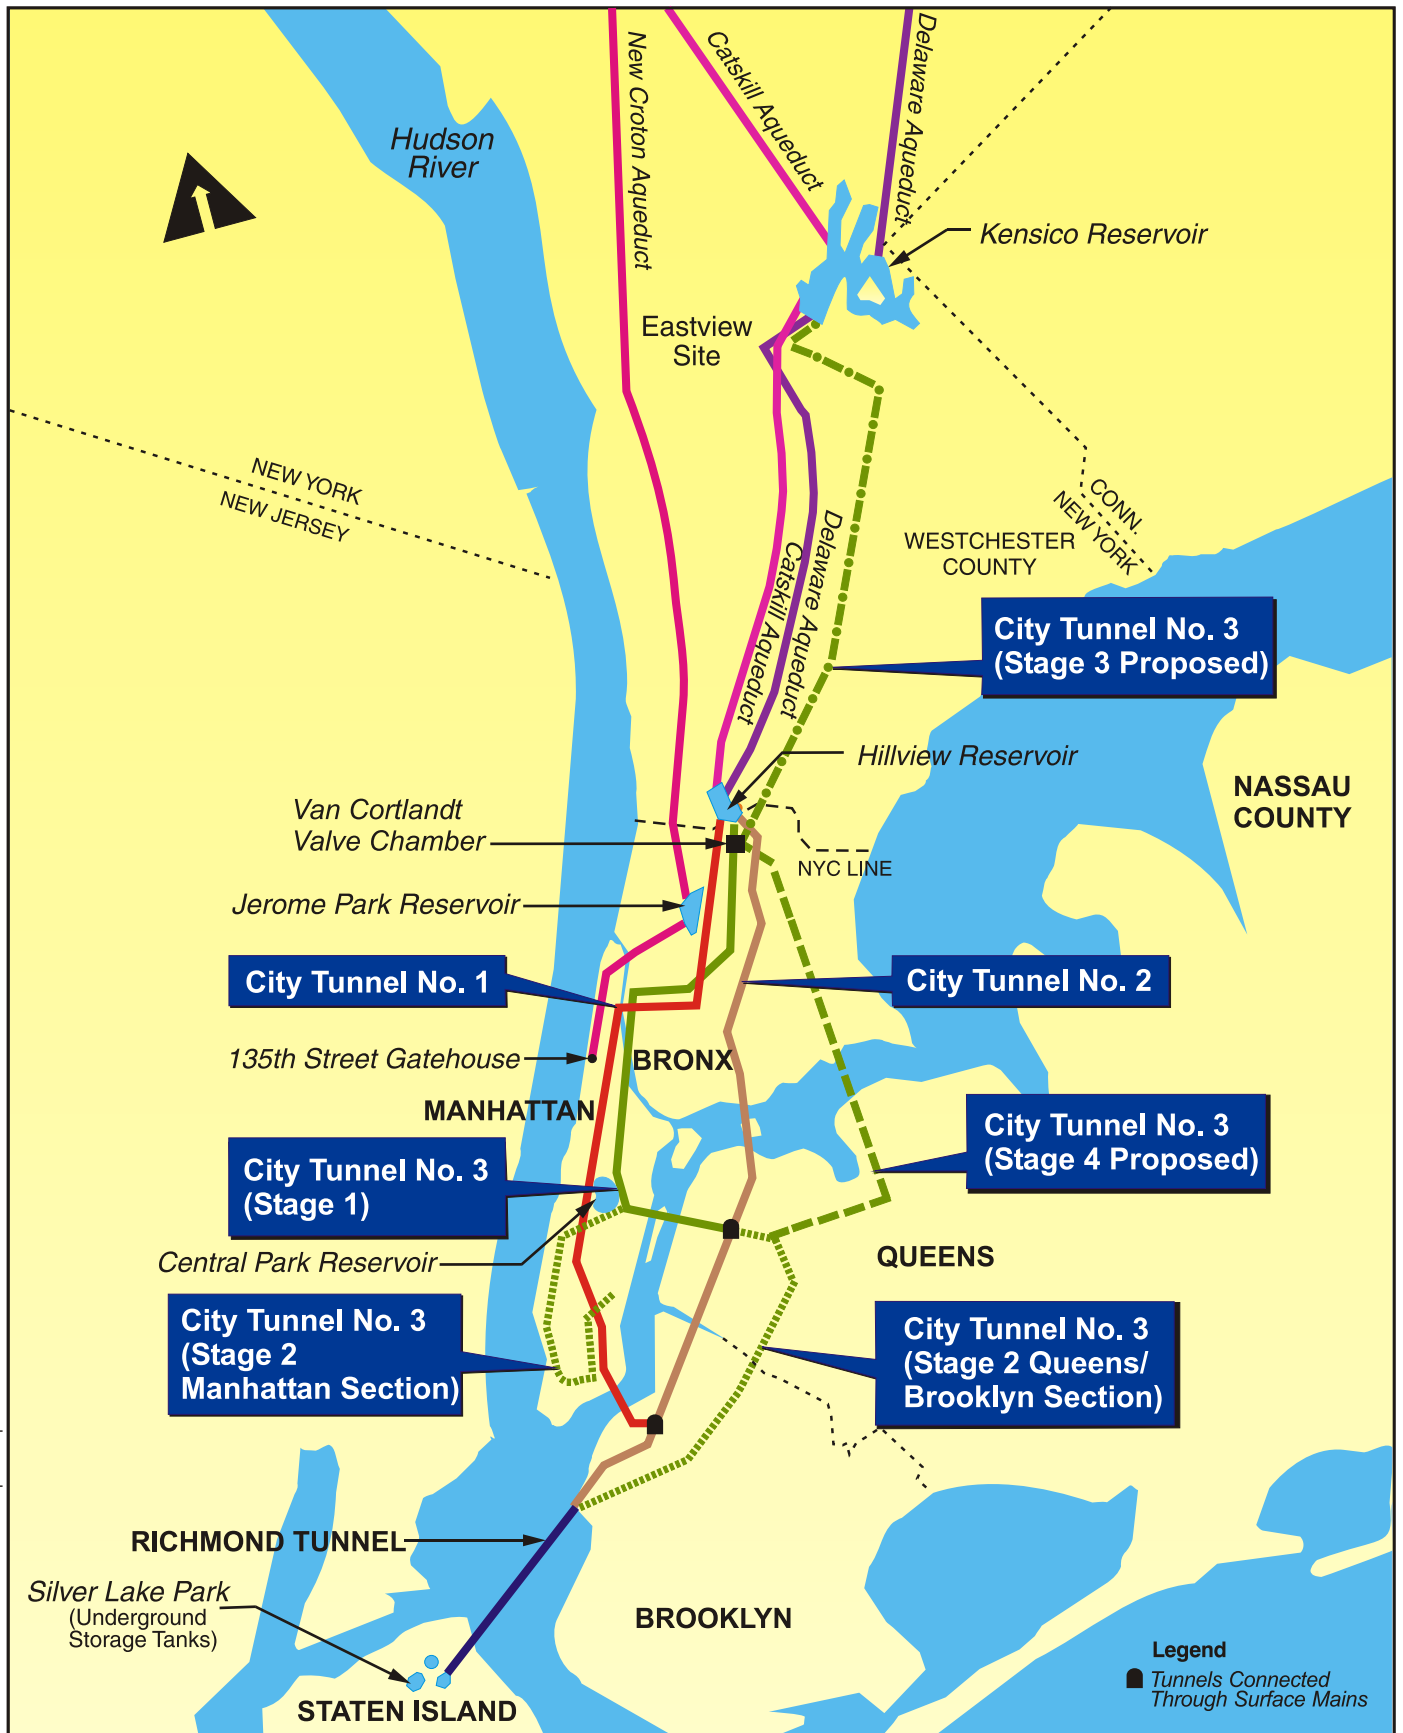 New Croton Aqueduct
Catskill Aqueduct
Delaware Aqueduct
Hudson
River
Kensico Reservoir
Eastview
Site
NEW YORK
NEW JERSEY
CONN.
NEW YORK
WESTCHESTER
COUNTY
Delaware Aqueduct
Catskill Aqueduct
City Tunnel No. 3
(Stage 3 Proposed)
Hillview Reservoir
NASSAU
COUNTY
Van Cortlandt
Valve Chamber
NYC LINE
Jerome Park Reservoir
City Tunnel No. 1
City Tunnel No. 2
135th Street Gatehouse
BRONX
MANHATTAN
City Tunnel No. 3
(Stage 4 Proposed)
City Tunnel No. 3
(Stage 1)
Central Park Reservoir
QUEENS
City Tunnel No. 3
(Stage 2
Manhattan Section)
City Tunnel No. 3
(Stage 2 Queens/
Brooklyn Section)
RICHMOND TUNNEL
Silver Lake Park
(Underground
Storage Tanks)
BROOKLYN
STATEN ISLAND
Legend
Tunnels Connected
Through Surface Mains